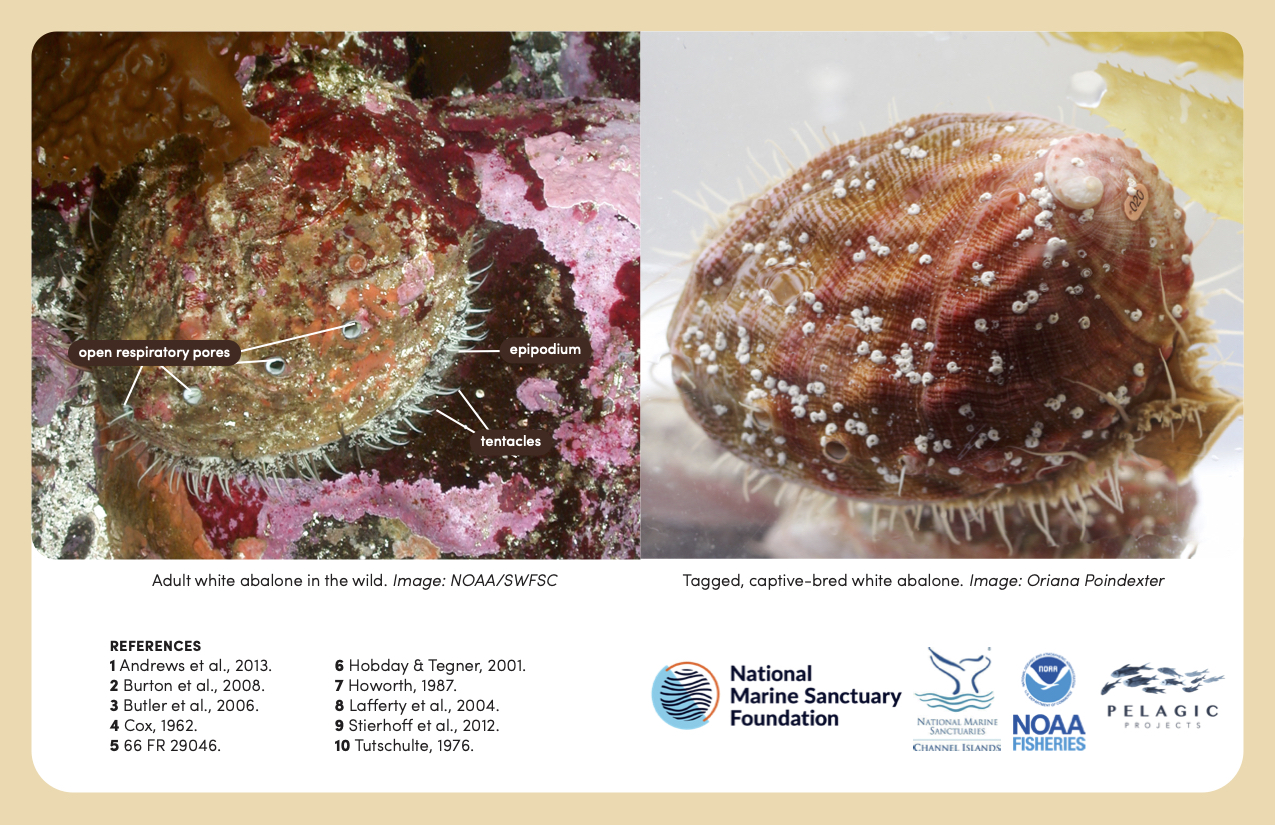 open respiratory pores
epipodium
tentacles
020
Adult white abalone in the wild. Image: NOAA/SWFSC
Tagged, captive-bred white abalone. Image: Oriana Poindexter
REFERENCES
1 Andrews et al., 2013.
2 Burton et al., 2008.
3 Butler et al., 2006.
4 Cox, 1962.
5 66 FR 29046.
6 Hobday & Tegner, 2001.
7 Howorth, 1987.
8 Lafferty et al., 2004.
9 Stierhoff et al., 2012.
10 Tutschulte, 1976.
National
Marine Sanctuary
Foundation
NATIONAL MARINE
SANCTUARIES
CHANNEL ISLANDS
NOAA
NOAA
FISHERIES
PELAGIC
PROJECTS